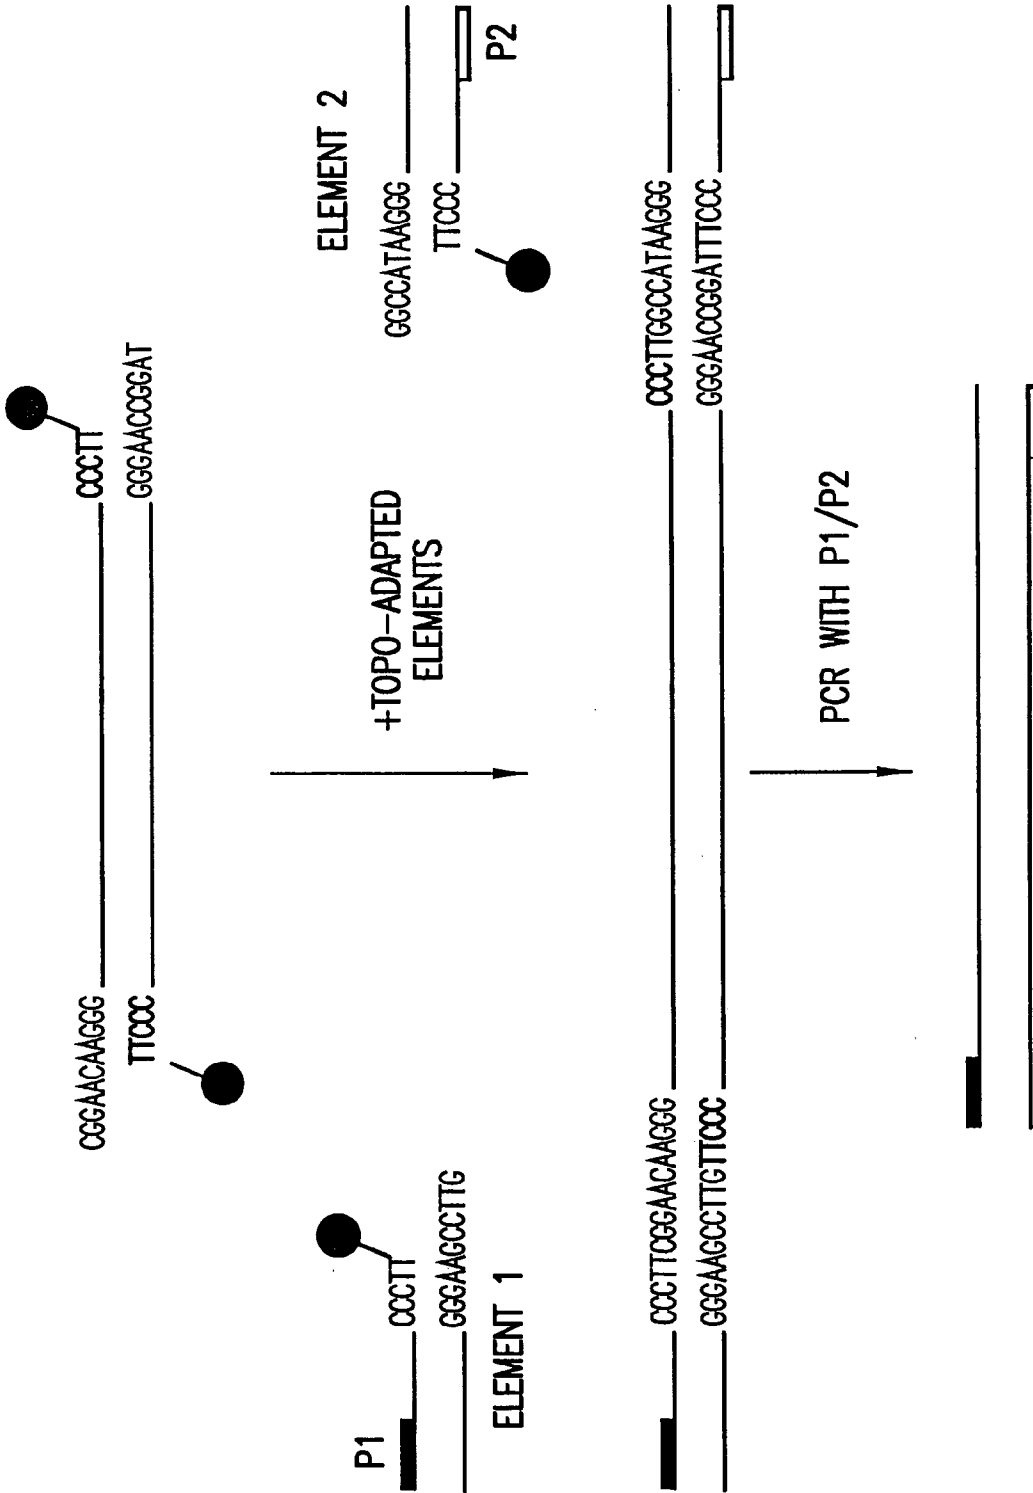 CGGAACAAGGG
CCCTT
TTCCC
GGGAACCGGAT
+TOPO-ADAPTED
ELEMENTS
P1
CCCTT
GGGAAGCCTTG
ELEMENT 1
ELEMENT 2
GGCCATAAGGG
TTCCC
P2
CCCTTCGGAACAAGGG
CCCTTGGCCATAAGGG
GGGAAGCCTTGTTCCC
GGGAACCGGATTTCCC
PCR WITH P1/P2